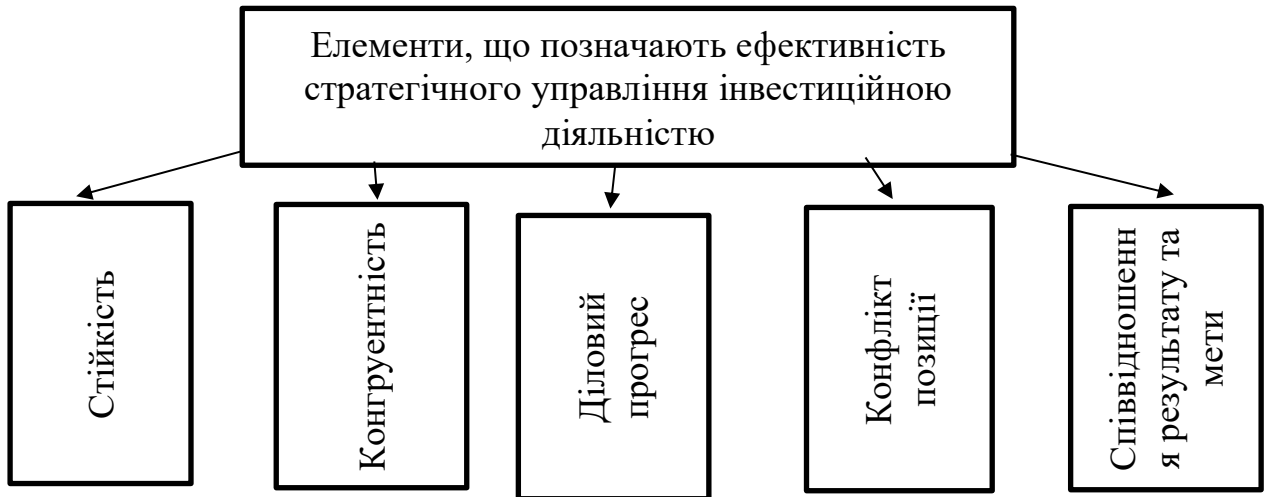 Елементи, що позначають ефективність
стратегічного управління інвестиційною
діяльністю
Стійкість
Конгруентність
Діловий
прогрес
Конфлікт
позиції
Співвідношенн
я результату та
мети